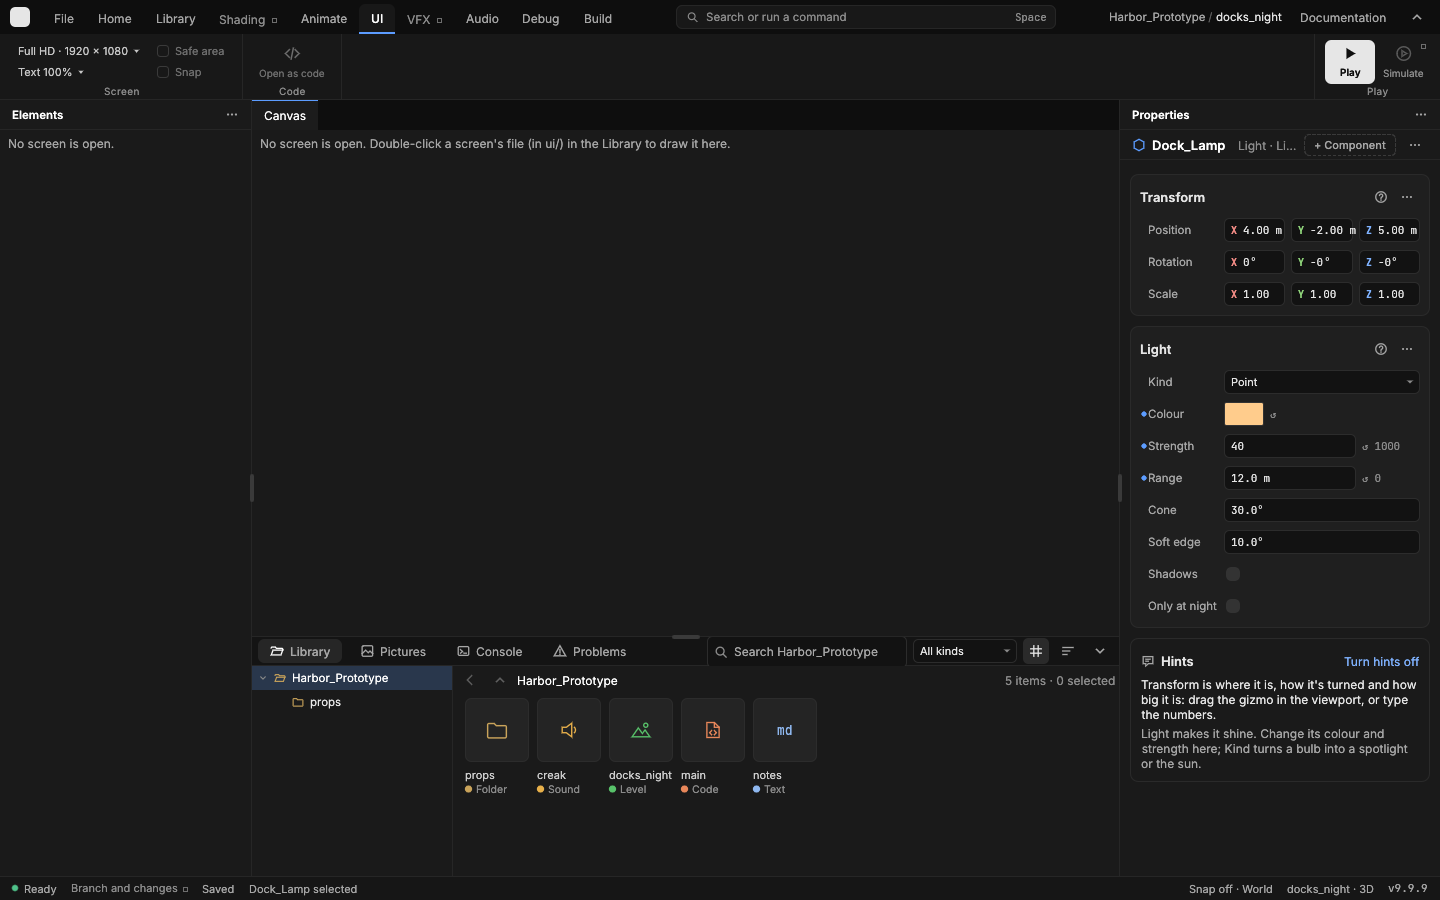 File Home Library Shading Animate UI VFX Audio Debug Build
Search or run a command Space
Harbor_Prototype / docks_night Documentation
Full HD · 1920 × 1080 Safe area
Text 100% Snap
Screen
Open as code
Code
Play Simulate
Play
Elements
No screen is open.
Canvas
No screen is open. Double-click a screen's file (in ui/) in the Library to draw it here.
Properties
Dock_Lamp Light · Li... + Component
Transform
Position X 4.00 m Y -2.00 m Z 5.00 m
Rotation X 0° Y -0° Z -0°
Scale X 1.00 Y 1.00 Z 1.00
Light
Kind Point
Colour
Strength 40 1000
Range 12.0 m 0
Cone 30.0°
Soft edge 10.0°
Shadows
Only at night
Hints Turn hints off
Transform is where it is, how it's turned and how
big it is: drag the gizmo in the viewport, or type
the numbers.
Light makes it shine. Change its colour and
strength here; Kind turns a bulb into a spotlight
or the sun.
Library Pictures Console Problems Search Harbor_Prototype All kinds
Harbor_Prototype
props
Harbor_Prototype 5 items · 0 selected
md
props creak docks_night main notes
Folder Sound Level Code Text
Ready Branch and changes Saved Dock_Lamp selected
Snap off · World docks_night · 3D v9.9.9